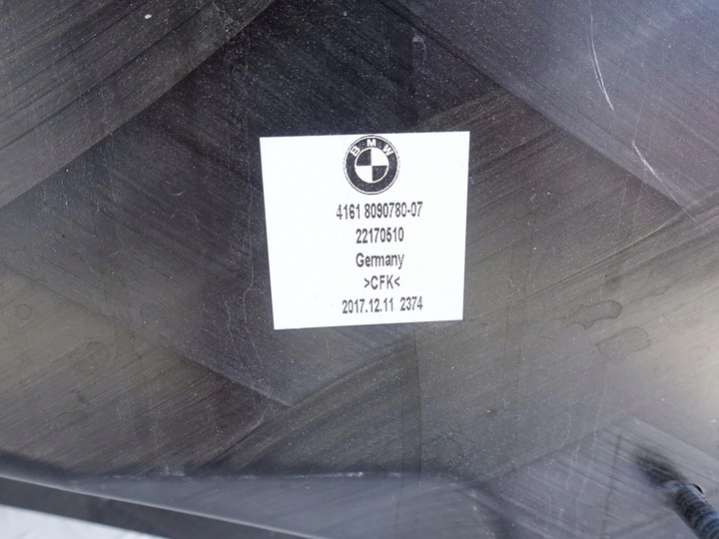 BMW
4161 8090780-07
22170510
Germany
>CFK<
2017.12.11 2374